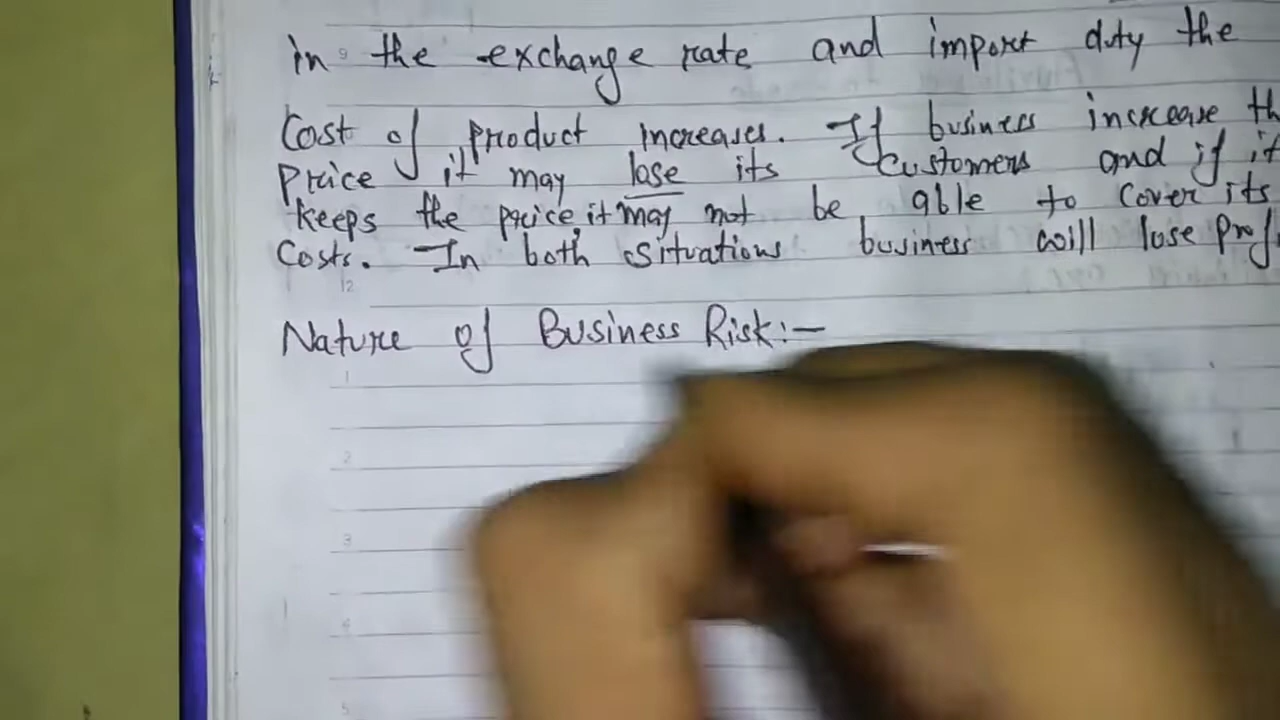 in the exchange rate and import duty the
Cost of product increases. If business increase th
Price it may lose its customers and if it
keeps the price, it may not be able to cover its
Costs. In both situations business will lose prof
Nature of Business Risk:-